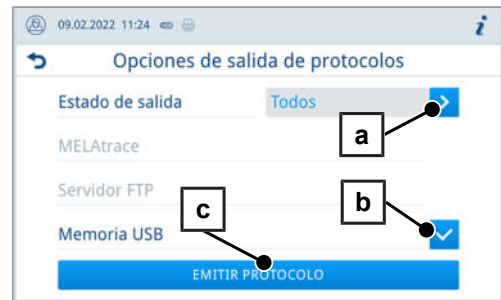 09.02.2022 11:24 i
Opciones de salida de protocolos
Estado de salida Todos
a
MELAtrace
Servidor FTP
c b
Memoria USB
EMITIR PROTOCOLO